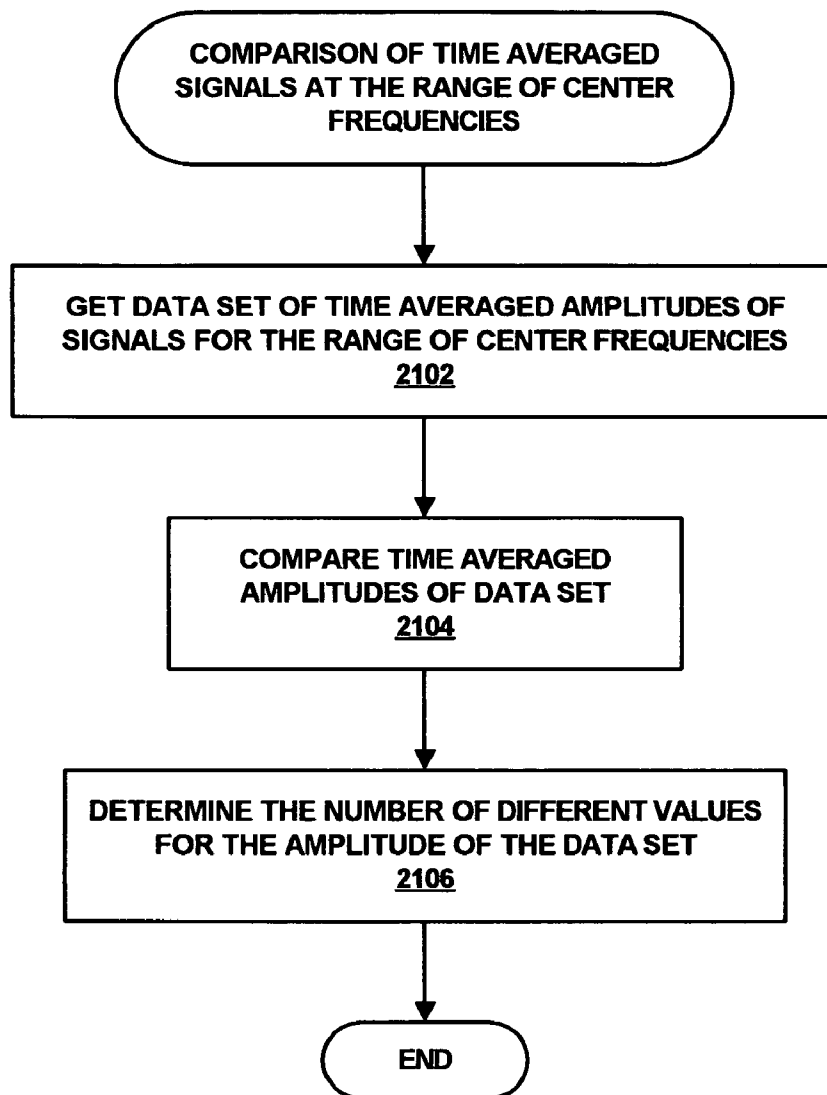 COMPARISON OF TIME AVERAGED
SIGNALS AT THE RANGE OF CENTER
FREQUENCIES
GET DATA SET OF TIME AVERAGED AMPLITUDES OF
SIGNALS FOR THE RANGE OF CENTER FREQUENCIES
2102
COMPARE TIME AVERAGED
AMPLITUDES OF DATA SET
2104
DETERMINE THE NUMBER OF DIFFERENT VALUES
FOR THE AMPLITUDE OF THE DATA SET
2106
END